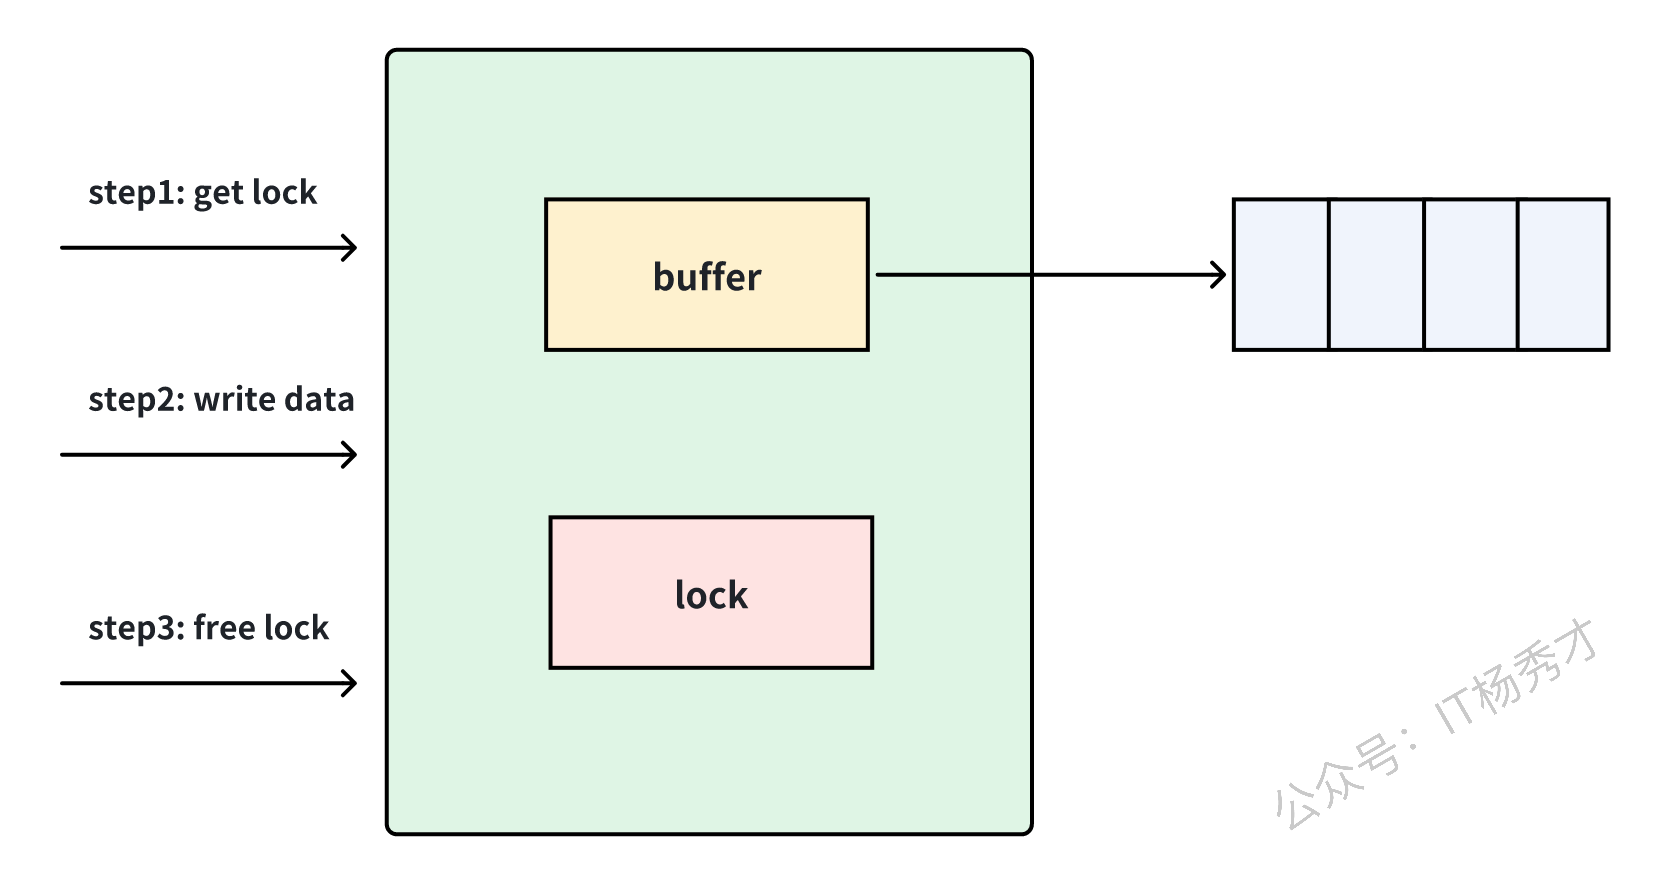 step1: get lock
buffer
step2: write data
lock
step3: free lock
公众号：IT杨秀才